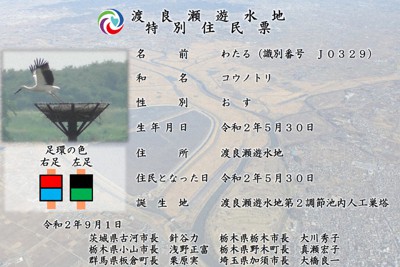 渡良瀬遊水地
特別住民票
名前 わたる（識別番号 Ｊ０３２９）
和名 コウノトリ
性別 おす
生年月日 令和２年５月３０日
住所 渡良瀬遊水地
住民となった日 令和２年５月３０日
誕生地 渡良瀬遊水地第２調節池内人工巣塔
足環の色
右足 左足
令和２年９月１日
茨城県古河市長 針谷力 栃木県栃木市長 大川秀子
栃木県小山市長 浅野正富 栃木県野木町長 真瀬宏子
群馬県板倉町長 栗原実 埼玉県加須市長 大橋良一